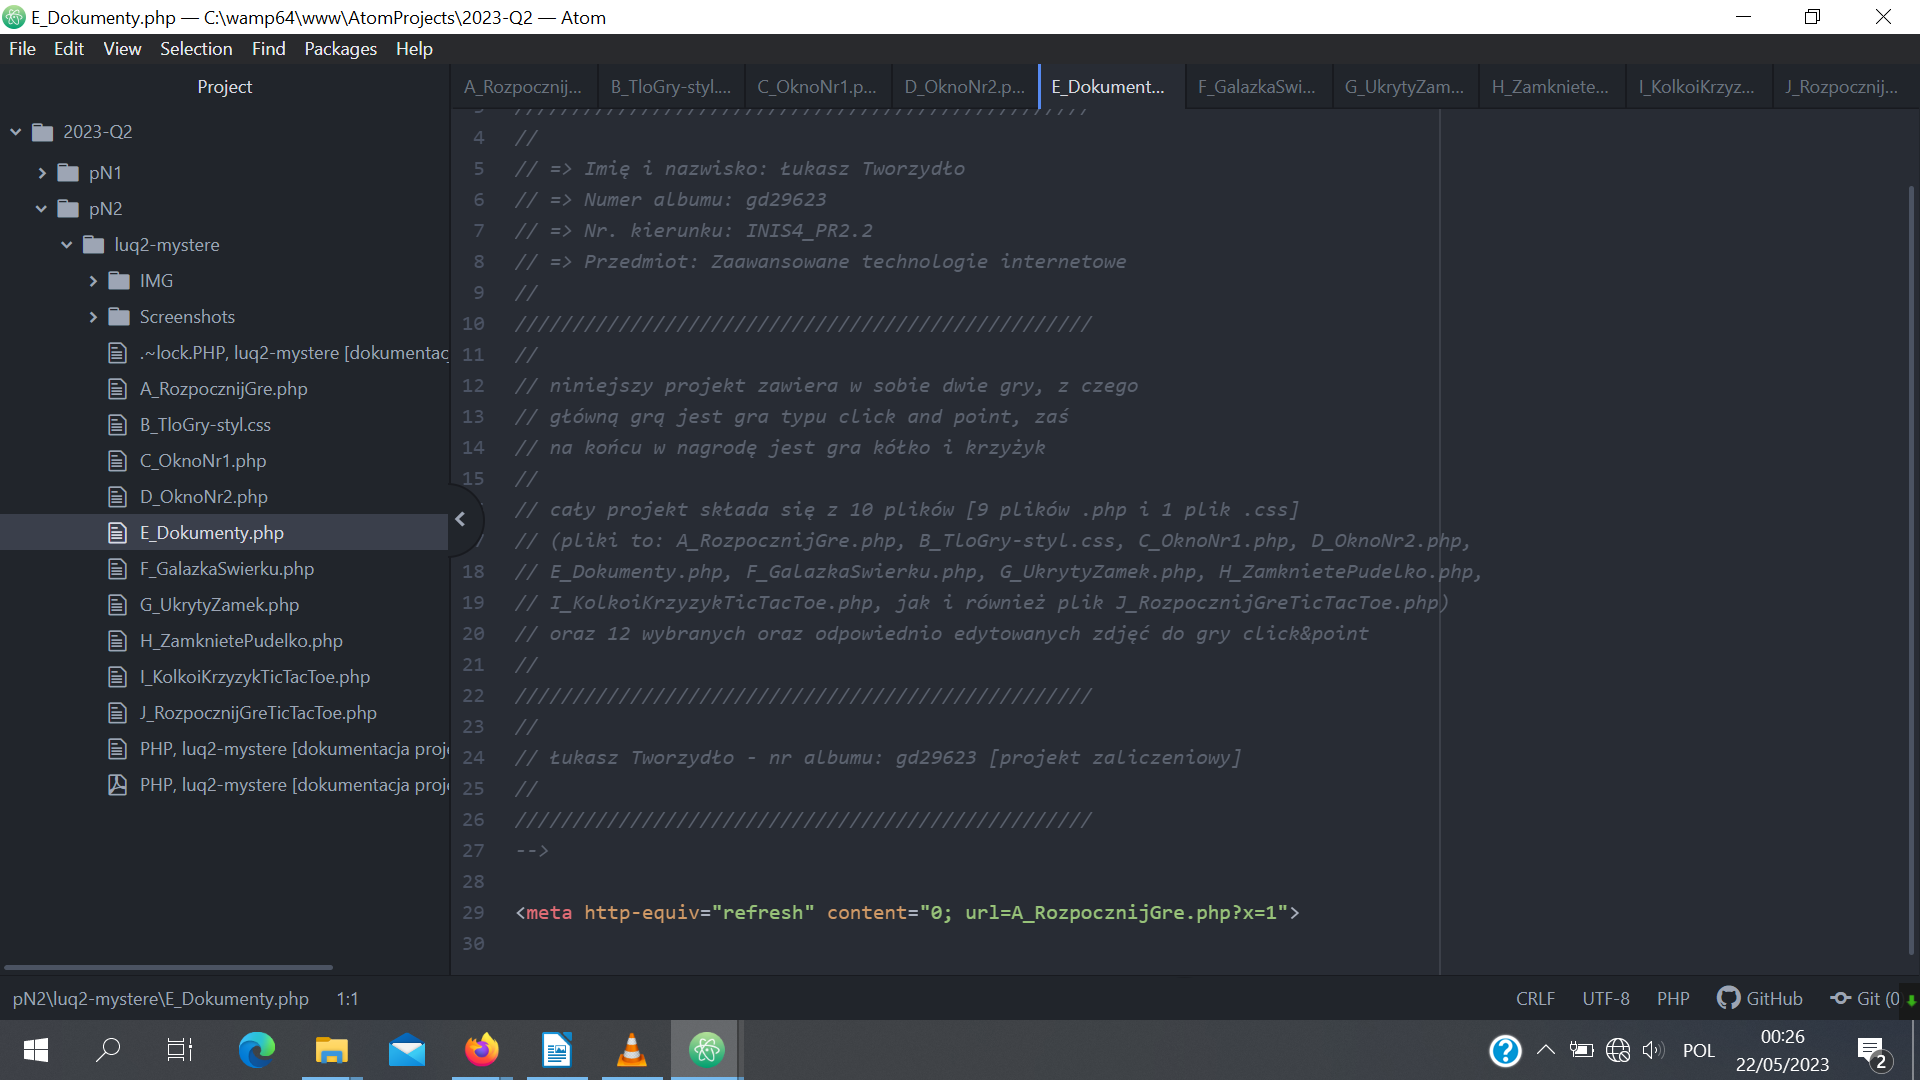 E_Dokumenty.php — C:\wamp64\www\AtomProjects\2023-Q2 — Atom
File Edit View Selection Find Packages Help
Project
A_Rozpocznij... B_TloGry-styl.... C_OknoNr1.p... D_OknoNr2.p... E_Dokument... F_GalazkaSwi... G_UkrytyZam... H_Zamkniete... I_KolkoiKrzyz... J_Rozpocznij...
2023-Q2
pN1
pN2
luq2-mystere
IMG
Screenshots
.~lock.PHP, luq2-mystere [dokumentac
A_RozpocznijGre.php
B_TloGry-styl.css
C_OknoNr1.php
D_OknoNr2.php
E_Dokumenty.php
F_GalazkaSwierku.php
G_UkrytyZamek.php
H_ZamknietePudelko.php
I_KolkoiKrzyzykTicTacToe.php
J_RozpocznijGreTicTacToe.php
PHP, luq2-mystere [dokumentacja proje
PHP, luq2-mystere [dokumentacja proje
3 //////////////////////////////////////////////////
4 //
5 // => Imię i nazwisko: Łukasz Tworzydło
6 // => Numer albumu: gd29623
7 // => Nr. kierunku: INIS4_PR2.2
8 // => Przedmiot: Zaawansowane technologie internetowe
9 //
10 //////////////////////////////////////////////////
11 //
12 // niniejszy projekt zawiera w sobie dwie gry, z czego
13 // główną grą jest gra typu click and point, zaś
14 // na końcu w nagrodę jest gra kółko i krzyżyk
15 //
// cały projekt składa się z 10 plików [9 plików .php i 1 plik .css]
7 // (pliki to: A_RozpocznijGre.php, B_TloGry-styl.css, C_OknoNr1.php, D_OknoNr2.php,
18 // E_Dokumenty.php, F_GalazkaSwierku.php, G_UkrytyZamek.php, H_ZamknietePudelko.php,
19 // I_KolkoiKrzyzykTicTacToe.php, jak i również plik J_RozpocznijGreTicTacToe.php)
20 // oraz 12 wybranych oraz odpowiednio edytowanych zdjęć do gry click&point
21 //
22 //////////////////////////////////////////////////
23 //
24 // Łukasz Tworzydło - nr albumu: gd29623 [projekt zaliczeniowy]
25 //
26 //////////////////////////////////////////////////
27 -->
28
29 <meta http-equiv="refresh" content="0; url=A_RozpocznijGre.php?x=1">
30
pN2\luq2-mystere\E_Dokumenty.php 1:1 CRLF UTF-8 PHP GitHub Git (0
POL 00:26
22/05/2023 2